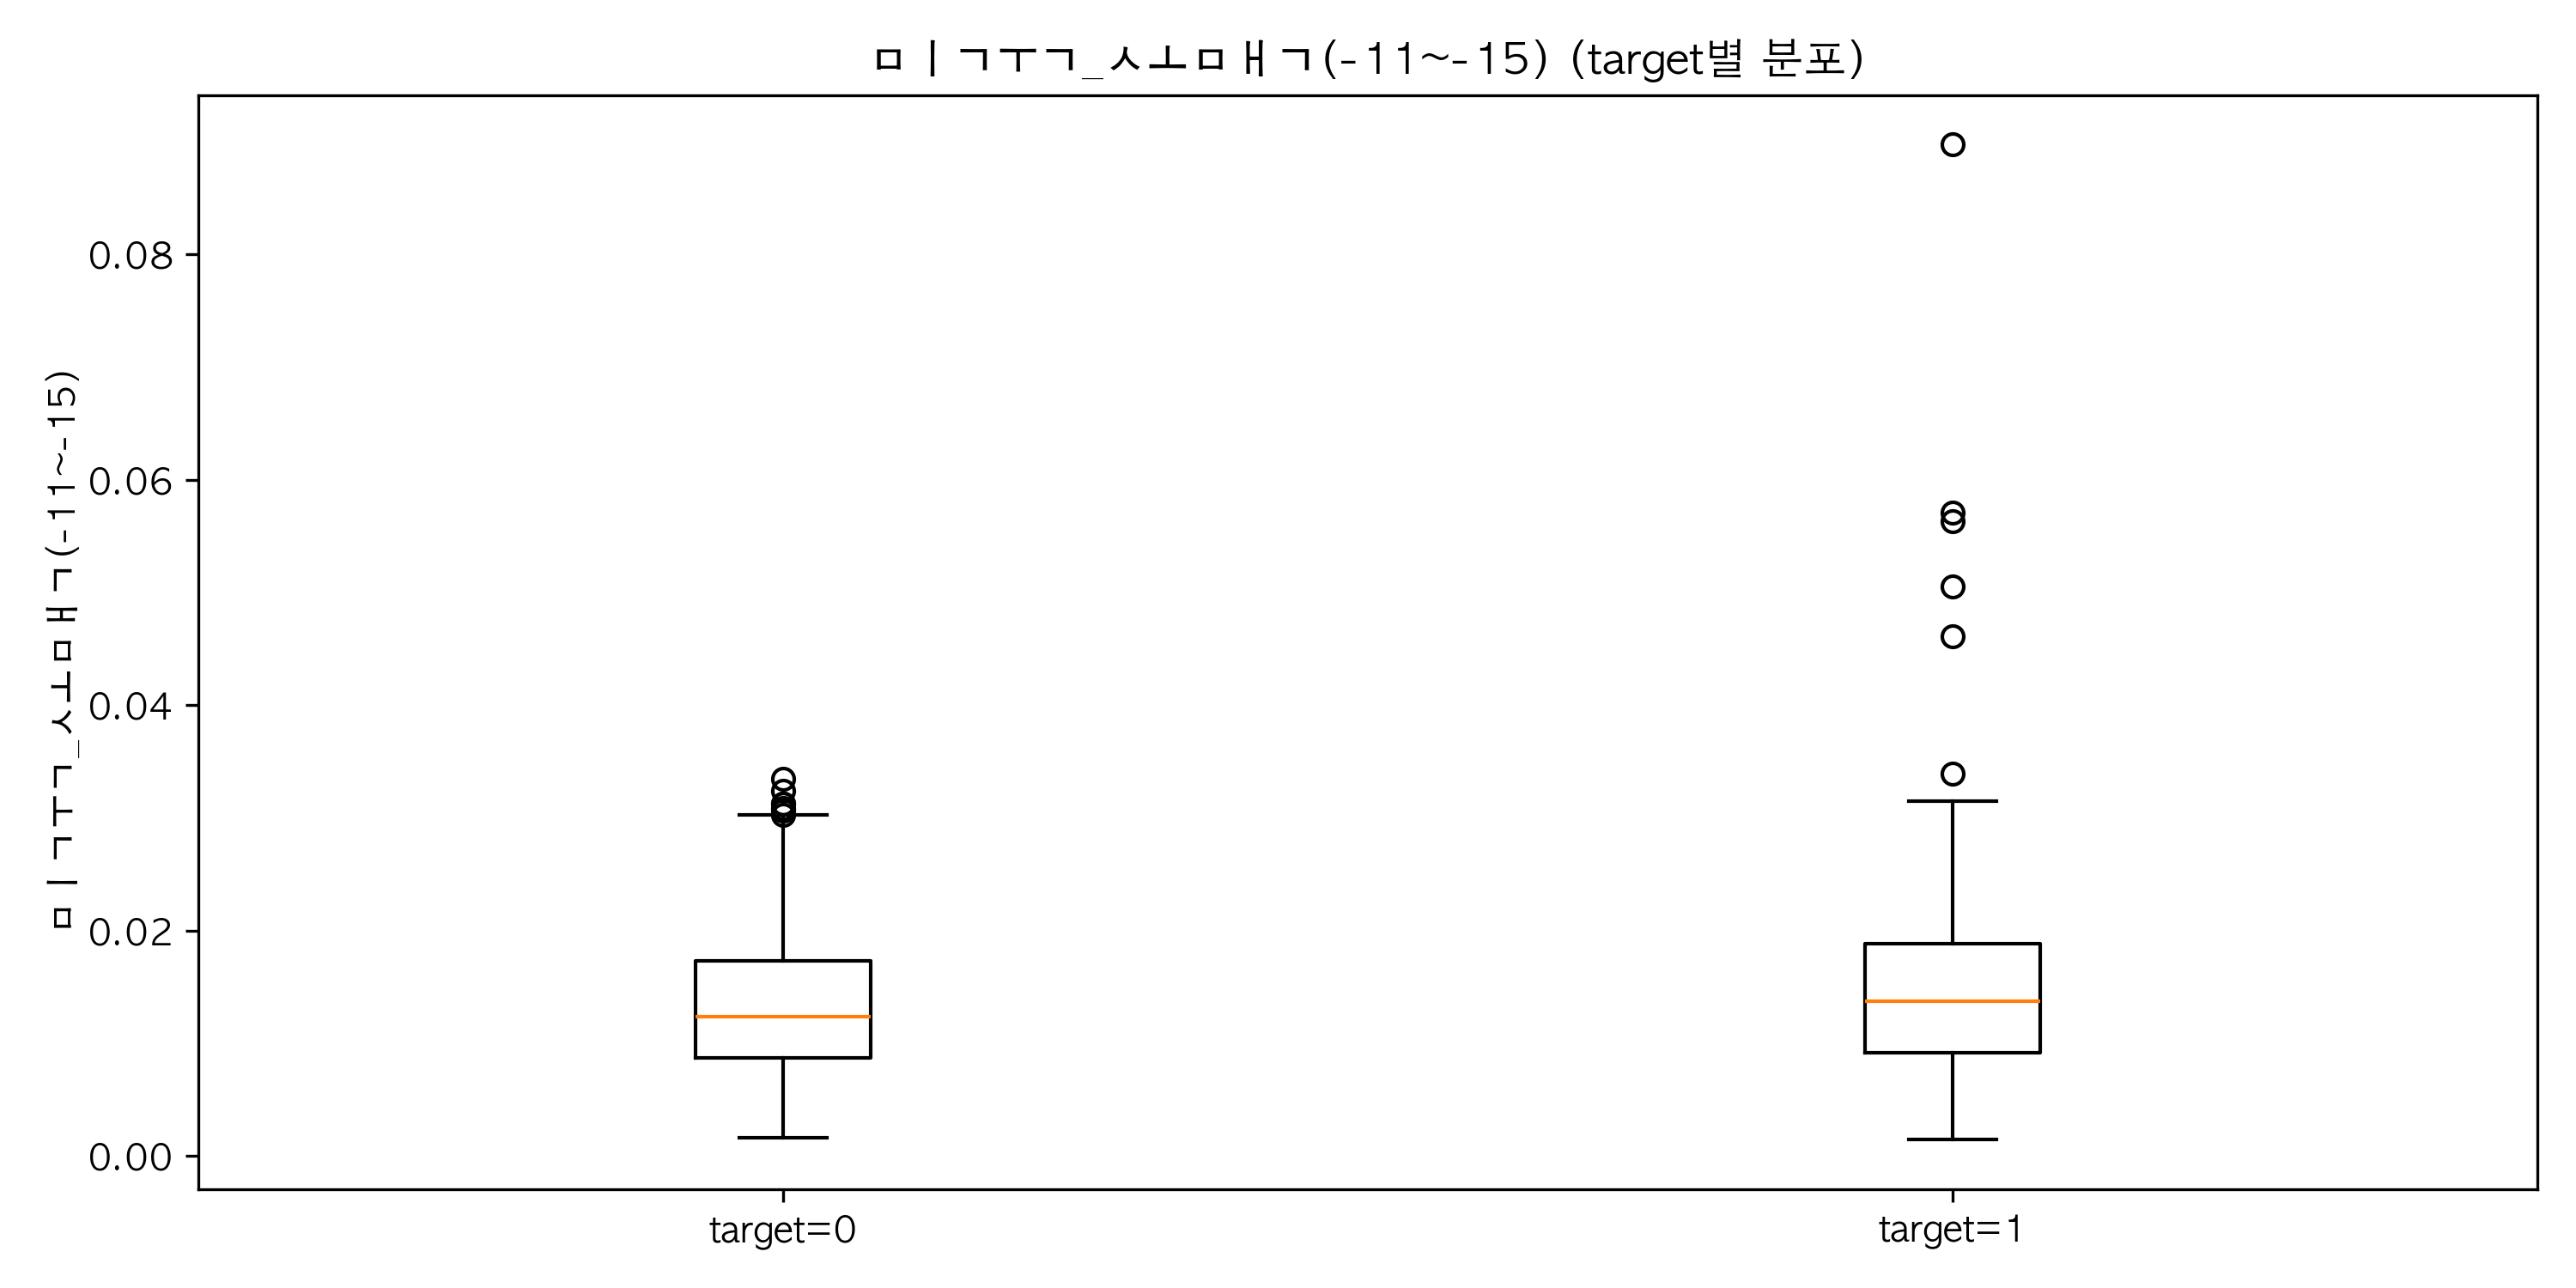 ㅁㅣㄱㅜㄱ_ㅅㅗㅁㅐㄱ(-11~-15) (target별 분포)
ㅁㅣㄱㅜㄱ_ㅅㅗㅁㅐㄱ(-11~-15)
0.08
0.06
0.04
0.02
0.00
target=0
target=1